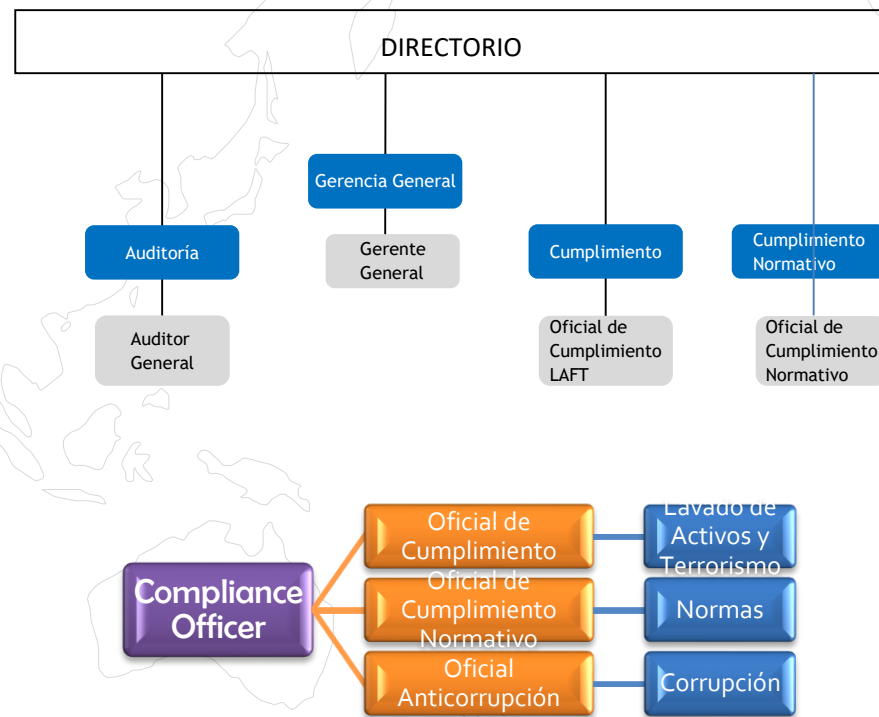 DIRECTORIO
Gerencia General
Gerente
General
Auditoría
Auditor
General
Cumplimiento
Oficial de
Cumplimiento
LAFT
Cumplimiento
Normativo
Oficial de
Cumplimiento
Normativo
Compliance
Officer
Oficial de
Cumplimiento
Lavado de
Activos y
Terrorismo
Oficial de
Cumplimiento
Normativo
Normas
Oficial
Anticorrupción
Corrupción